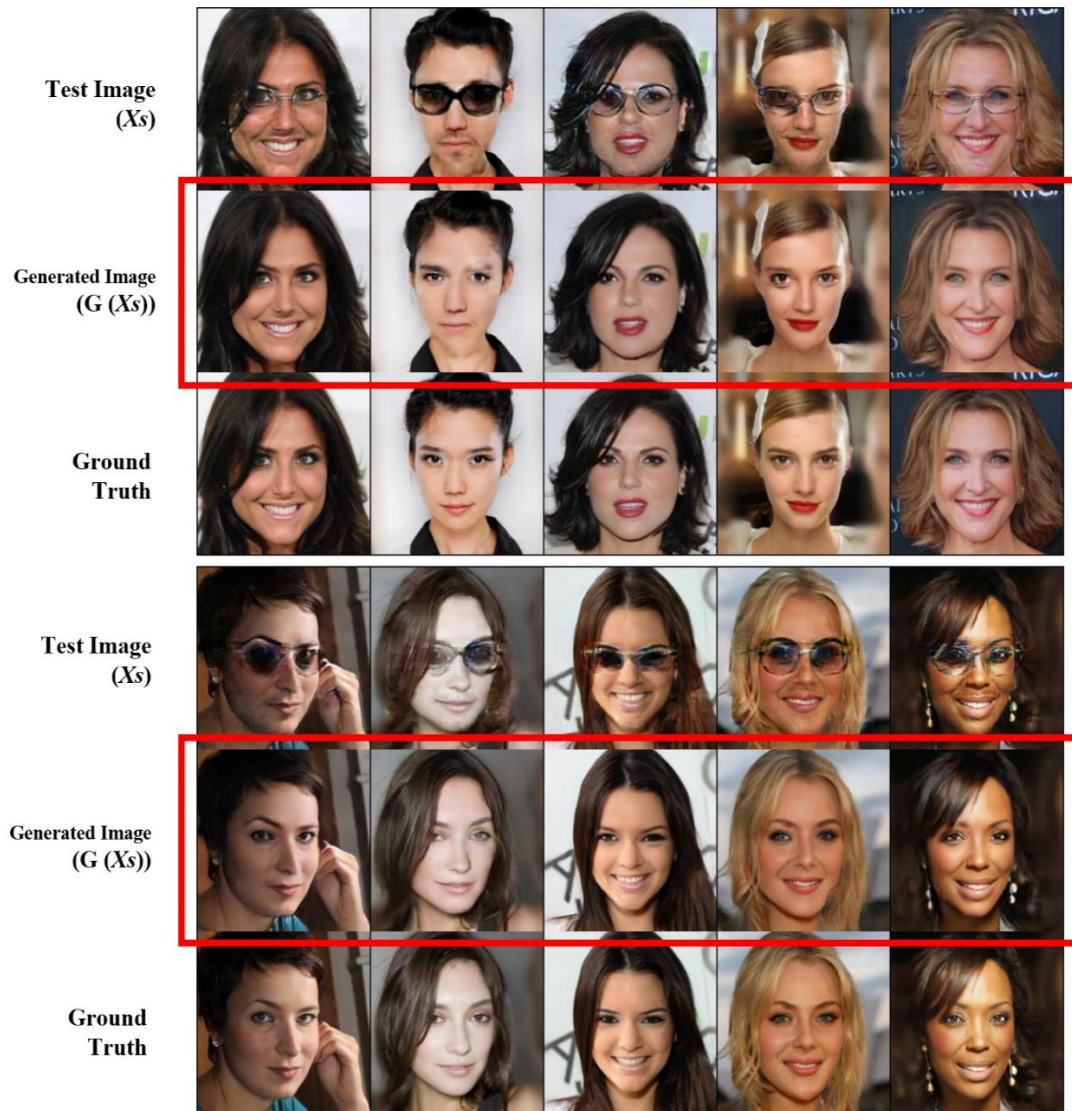 Test Image
(Xs)
Generated Image
(G (Xs))
Ground
Truth
Test Image
(Xs)
Generated Image
(G (Xs))
Ground
Truth